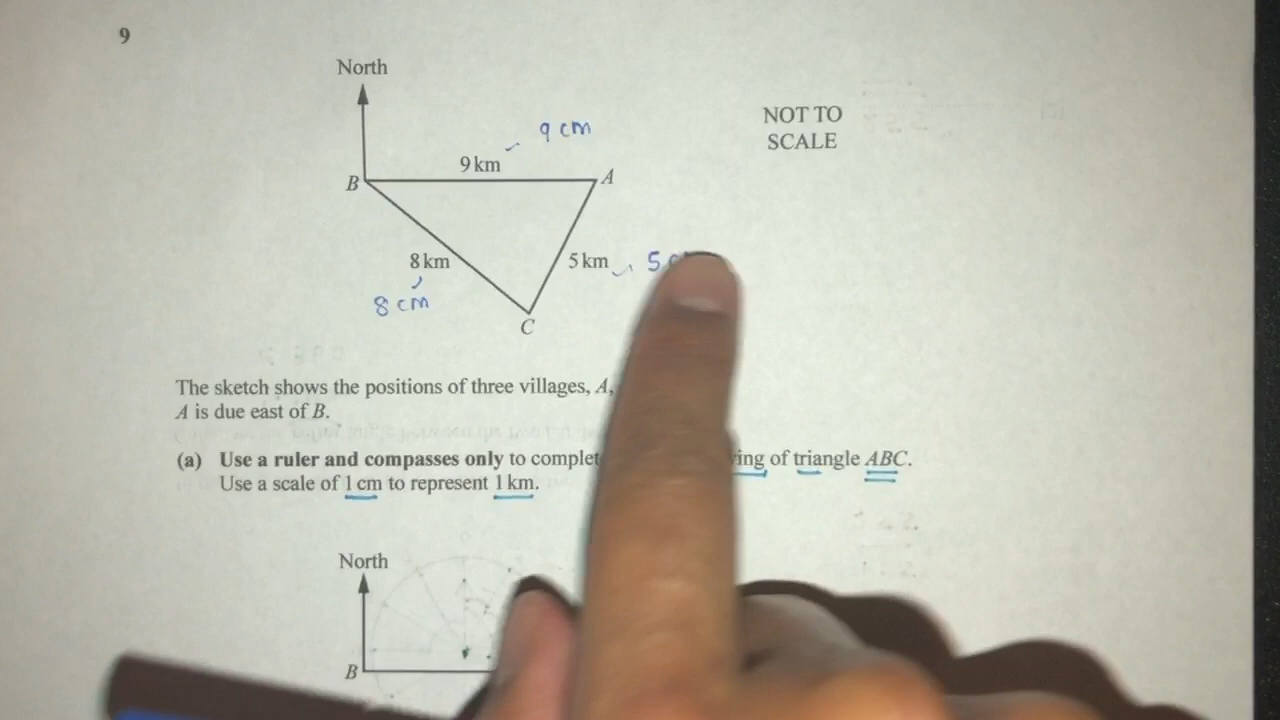 9
North
9 cm
NOT TO
SCALE
9 km
B
A
8 km
5 km
5
8 cm
C
The sketch shows the positions of three villages, A,
A is due east of B.
(a) Use a ruler and compasses only to of triangle ABC.
Use a scale of 1 cm to represent 1 km.
North
B